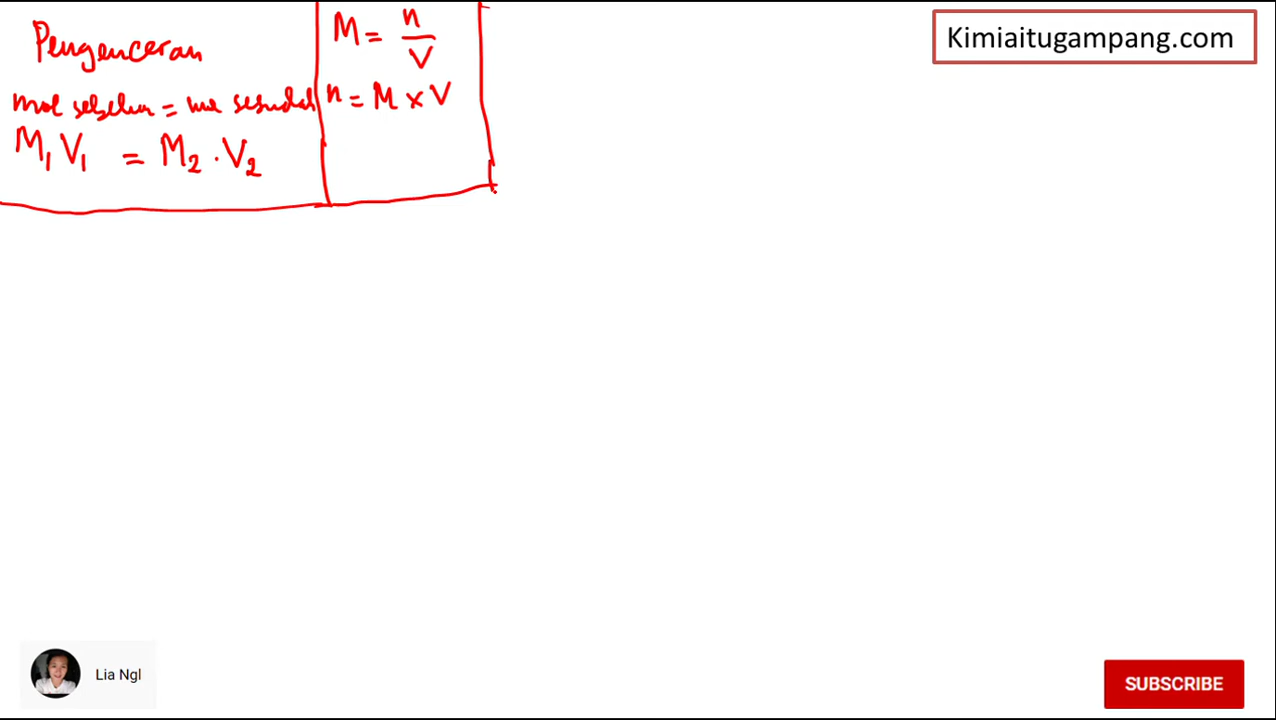 Pengenceran
mol sebelum = mol sesudah
M₁ V₁ = M₂ . V₂
M = n / V
n = M × V
Kimiaitugampang.com
Lia Ngl
SUBSCRIBE